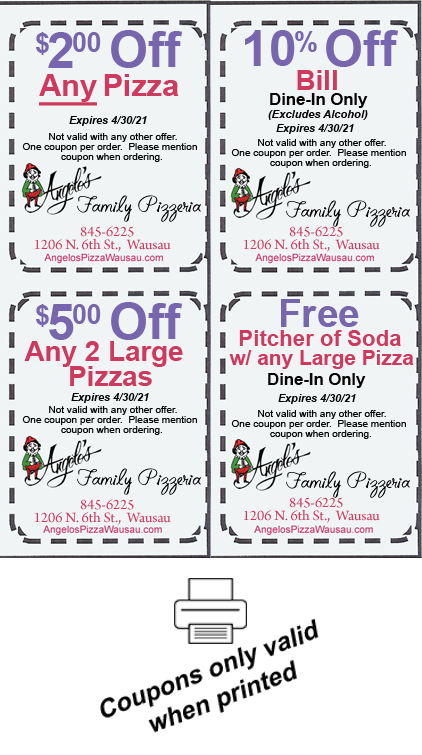 $2.00 Off
Any Pizza
Expires 4/30/21
Not valid with any other offer.
One coupon per order. Please mention
coupon when ordering.
Angelo's
Family Pizzeria
845-6225
1206 N. 6th St., Wausau
AngelosPizzaWausau.com
10% Off
Bill
Dine-In Only
(Excludes Alcohol)
Expires 4/30/21
Not valid with any other offer.
One coupon per order. Please mention
coupon when ordering.
Angelo's
Family Pizzeria
845-6225
1206 N. 6th St., Wausau
AngelosPizzaWausau.com
$5.00 Off
Any 2 Large
Pizzas
Expires 4/30/21
Not valid with any other offer.
One coupon per order. Please mention
coupon when ordering.
Angelo's
Family Pizzeria
845-6225
1206 N. 6th St., Wausau
AngelosPizzaWausau.com
Free
Pitcher of Soda
w/ any Large Pizza
Dine-In Only
Expires 4/30/21
Not valid with any other offer.
One coupon per order. Please mention
coupon when ordering.
Angelo's
Family Pizzeria
845-6225
1206 N. 6th St., Wausau
AngelosPizzaWausau.com
Coupons only valid
when printed